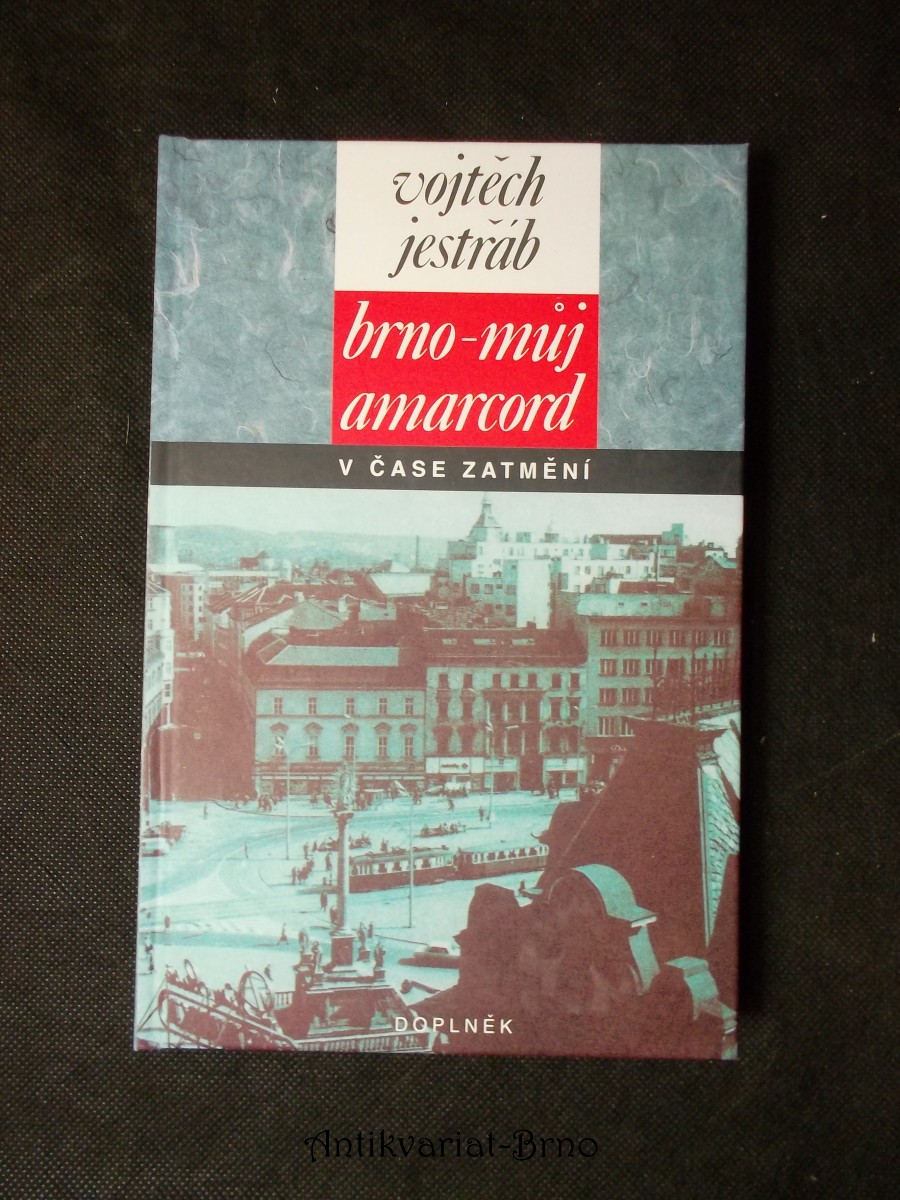 vojtěch
jestřáb
brno-můj
amarcord
V ČASE ZATMĚNÍ
DOPLNĚK
Antikvariat-Brno